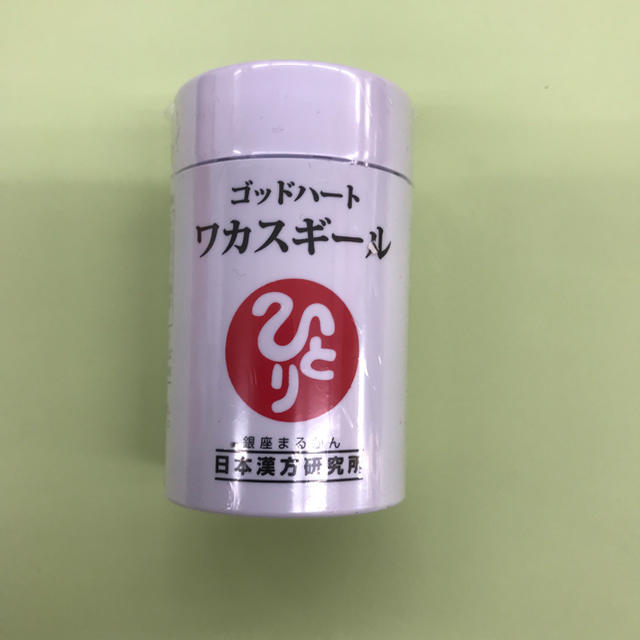 ゴッドハート
ワカスギール
ひとり
銀座まるかん
日本漢方研究所